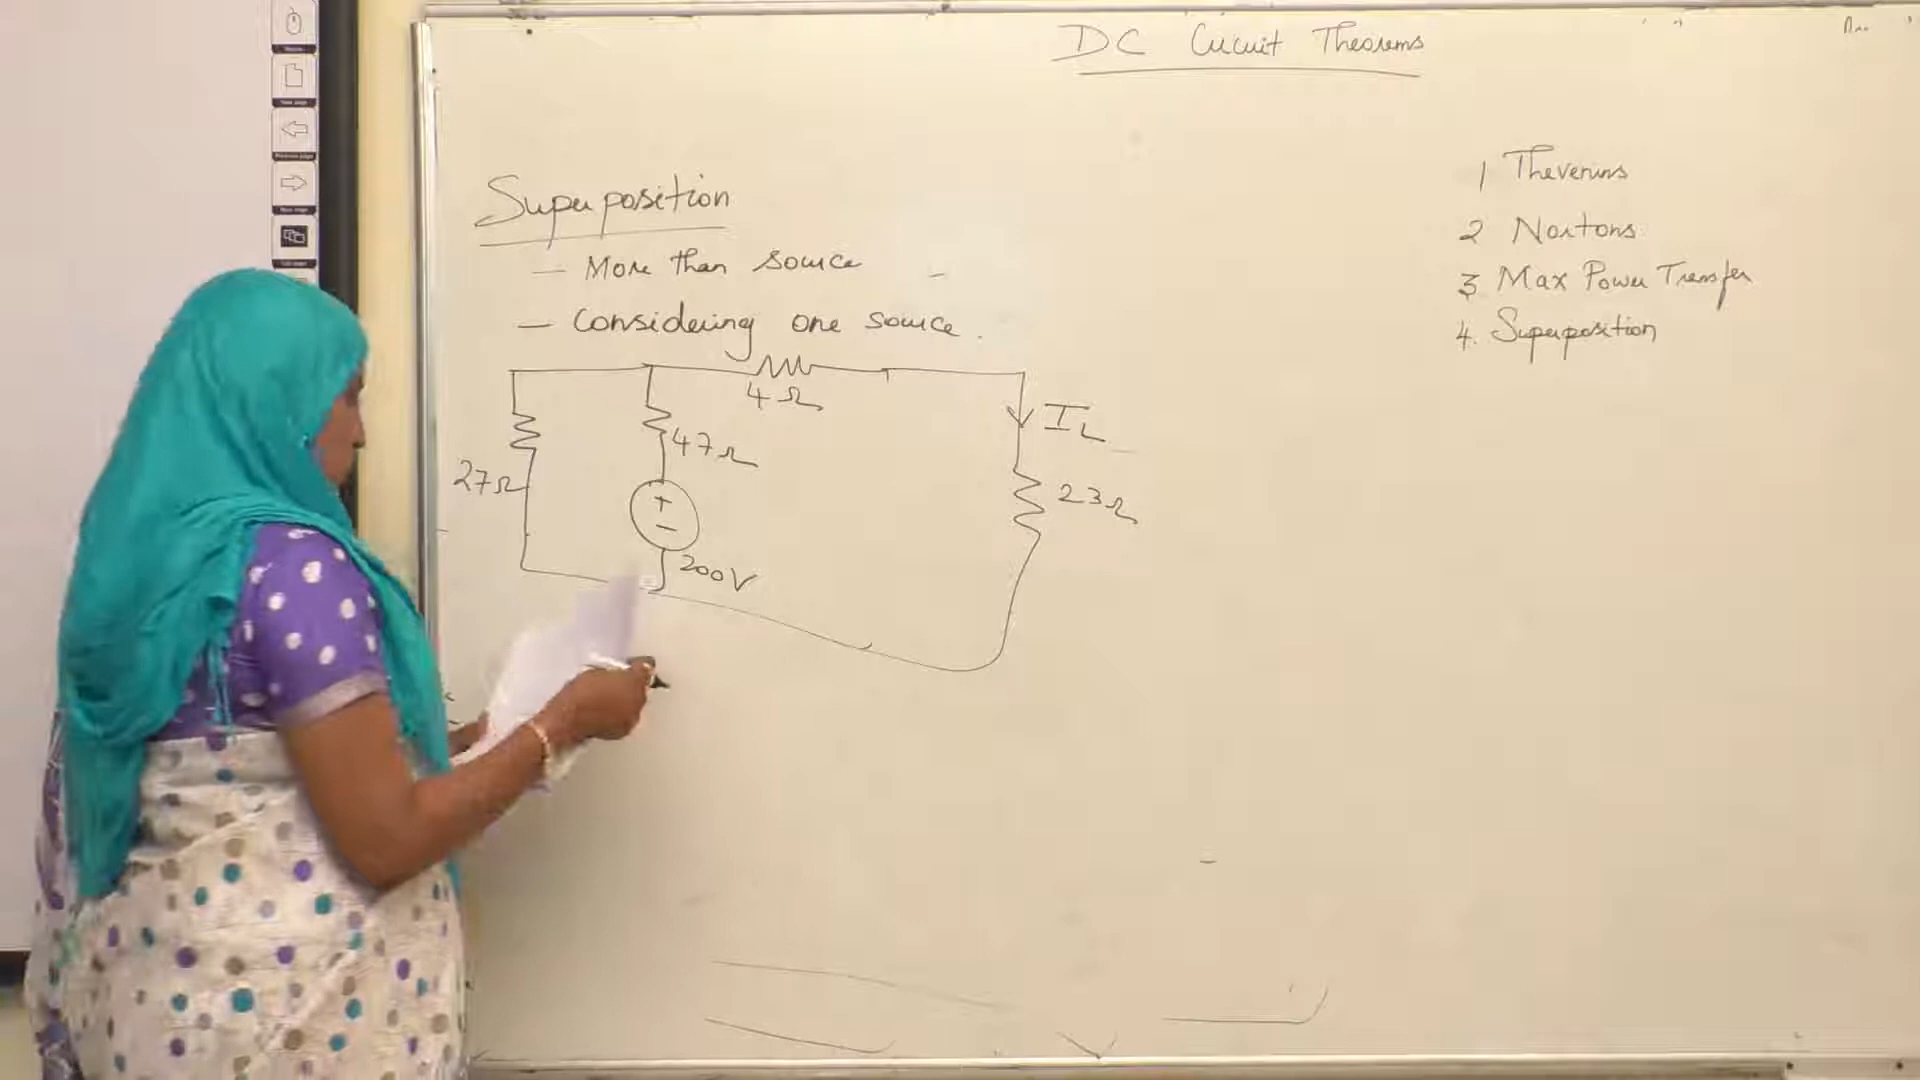 DC Circuit Theorems
Superposition
— More than source
— Considering one source.
4Ω
47Ω
27Ω
+
−
200V
I_L
23Ω
1 Thevenins
2 Nortons
3 Max Power Transfer
4. Superposition